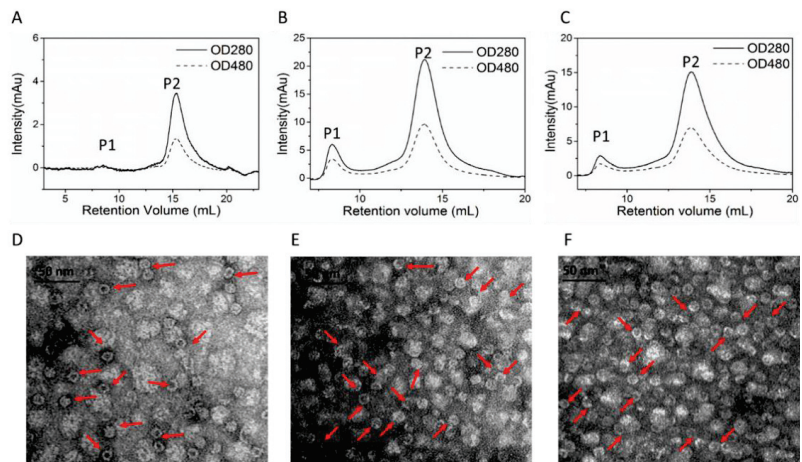 A
Intensity(mAu)
6
4
2
0
P1
P2
OD280
OD480
5
10
15
20
Retention Volume (mL)
B
Intensity(mAu)
25
20
15
10
5
0
P1
P2
OD280
OD480
10
15
20
Retention volume (mL)
C
Intensity(mAu)
25
20
15
10
5
0
P1
P2
OD280
OD480
10
15
20
Retention volume (mL)
D
50 nm
E
F
50 nm